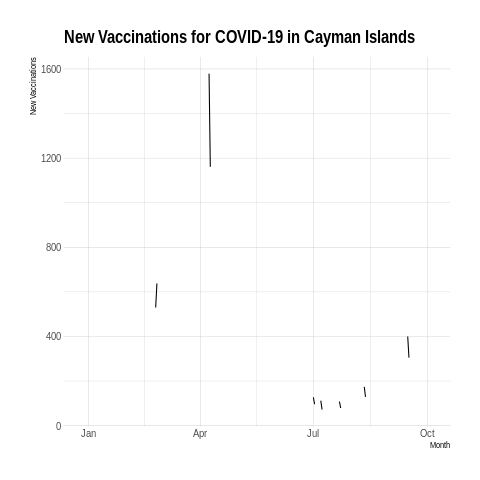 New Vaccinations for COVID-19 in Cayman Islands
New Vaccinations
1600
1200
800
400
0
Jan Apr Jul Oct
Month